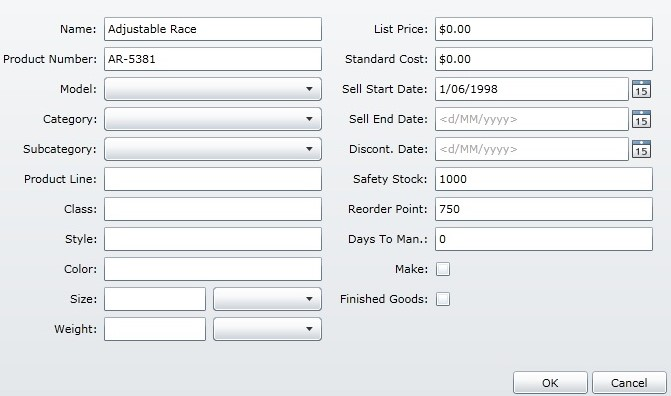 Name: Adjustable Race
Product Number: AR-5381
Model:
Category:
Subcategory:
Product Line:
Class:
Style:
Color:
Size:
Weight:
List Price: $0.00
Standard Cost: $0.00
Sell Start Date: 1/06/1998 15
Sell End Date: <d/MM/yyyy> 15
Discont. Date: <d/MM/yyyy> 15
Safety Stock: 1000
Reorder Point: 750
Days To Man.: 0
Make:
Finished Goods:
OK Cancel